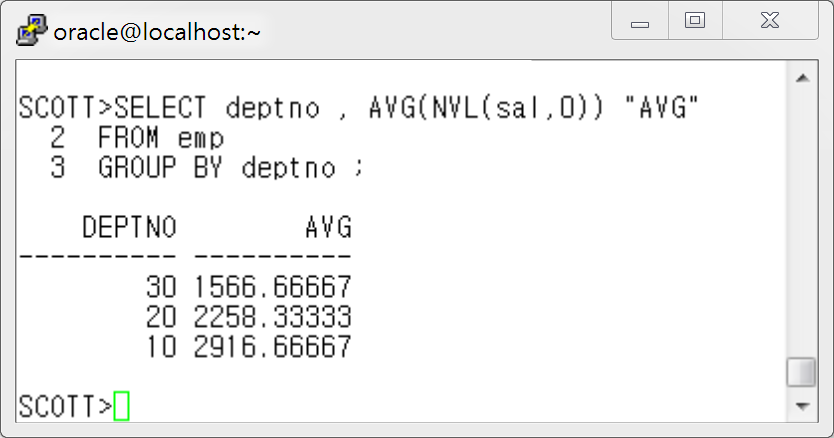 oracle@localhost:~
SCOTT>SELECT deptno , AVG(NVL(sal,0)) "AVG"
2 FROM emp
3 GROUP BY deptno ;
DEPTNO AVG
---------- ----------
30 1566.66667
20 2258.33333
10 2916.66667
SCOTT>